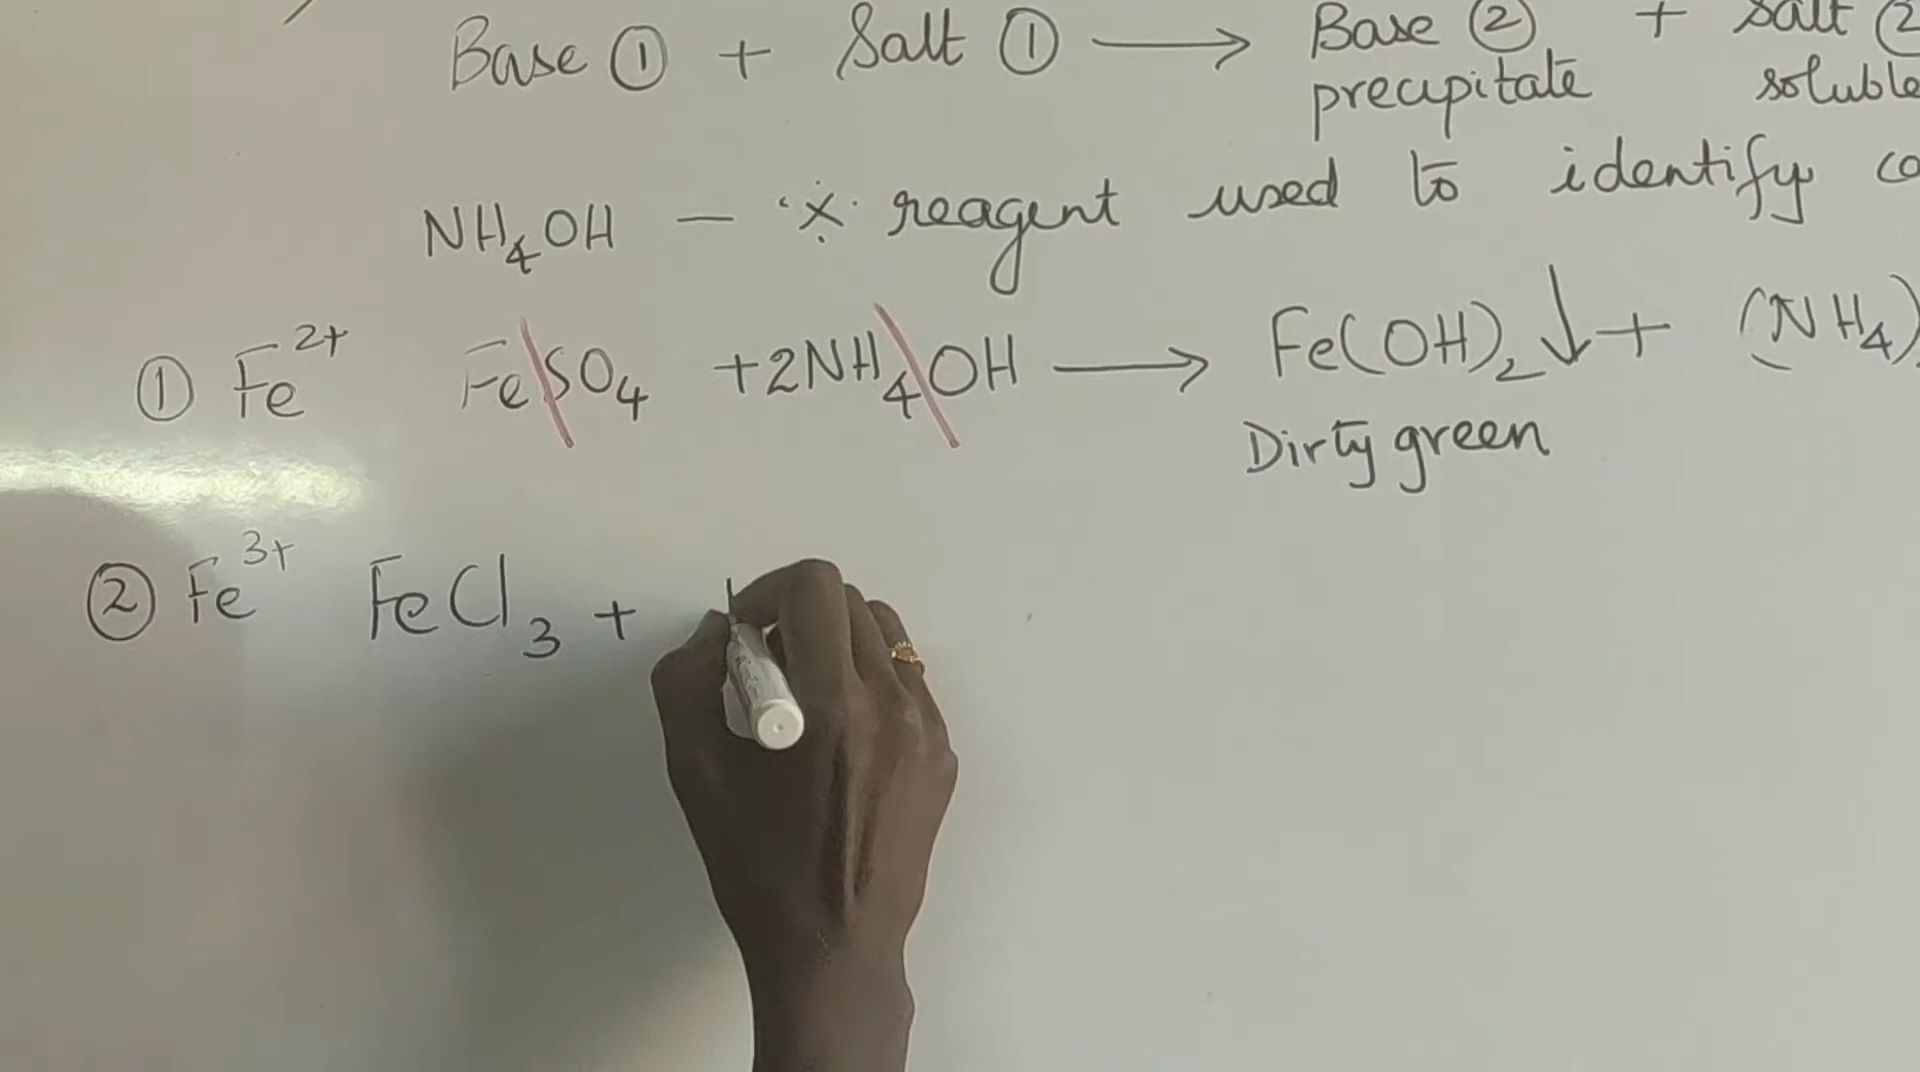 Base ① + Salt ① ⟶ Base ② + Salt ②
precipitate soluble
NH₄OH – 'X' reagent used to identify
① Fe²⁺ FeSO₄ +2NH₄OH ⟶ Fe(OH)₂↓ + (NH₄)
Dirty green
② Fe³⁺ FeCl₃ +